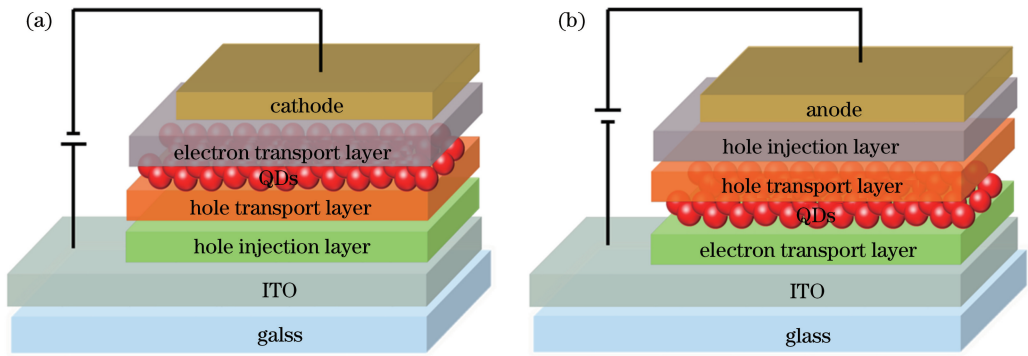 (a)
cathode
electron transport layer
QDs
hole transport layer
hole injection layer
ITO
galss
(b)
anode
hole injection layer
hole transport layer
QDs
electron transport layer
ITO
glass